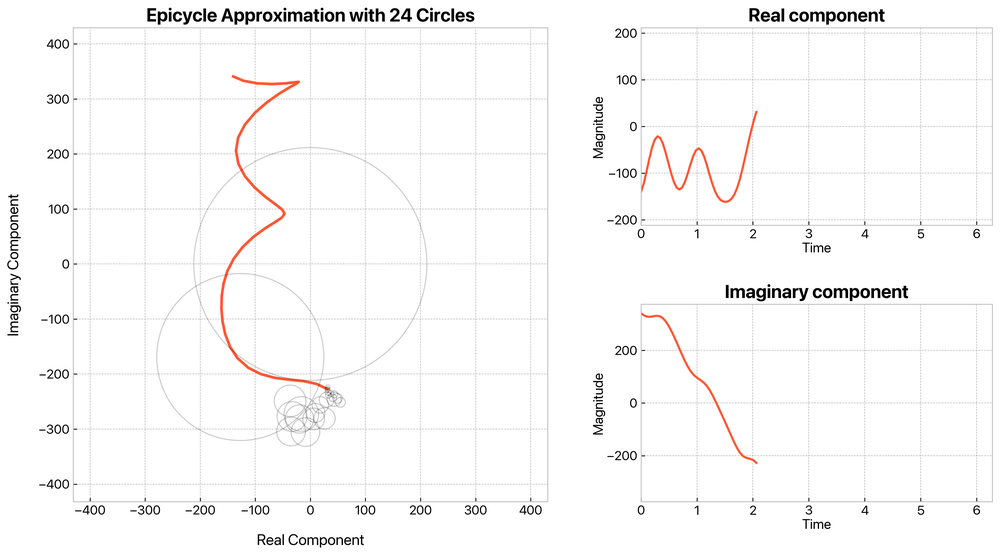 Epicycle Approximation with 24 Circles
400
300
200
100
0
−100
−200
−300
−400
−400 −300 −200 −100 0 100 200 300 400
Imaginary Component
Real Component
Real component
200
100
0
−100
−200
0 1 2 3 4 5 6
Magnitude
Time
Imaginary component
200
0
−200
0 1 2 3 4 5 6
Magnitude
Time